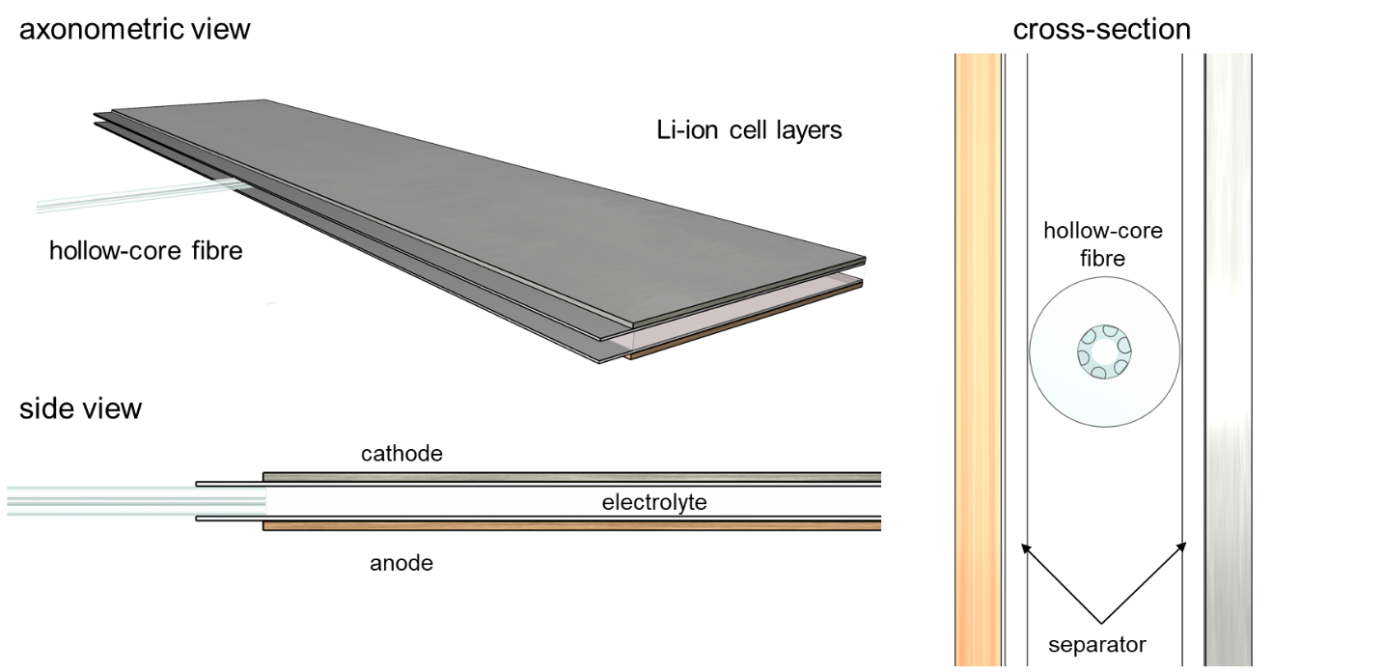 axonometric view
cross-section
Li-ion cell layers
hollow-core fibre
hollow-core
fibre
side view
cathode
electrolyte
anode
separator